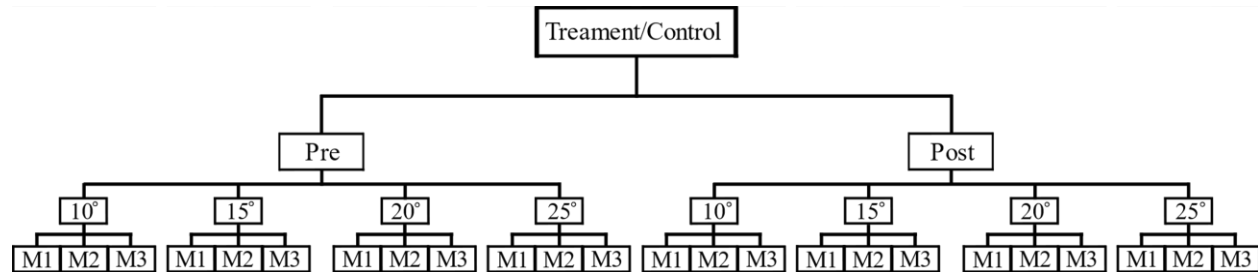 Treament/Control
Pre Post
10° 15° 20° 25° 10° 15° 20° 25°
M1 M2 M3 M1 M2 M3 M1 M2 M3 M1 M2 M3 M1 M2 M3 M1 M2 M3 M1 M2 M3 M1 M2 M3